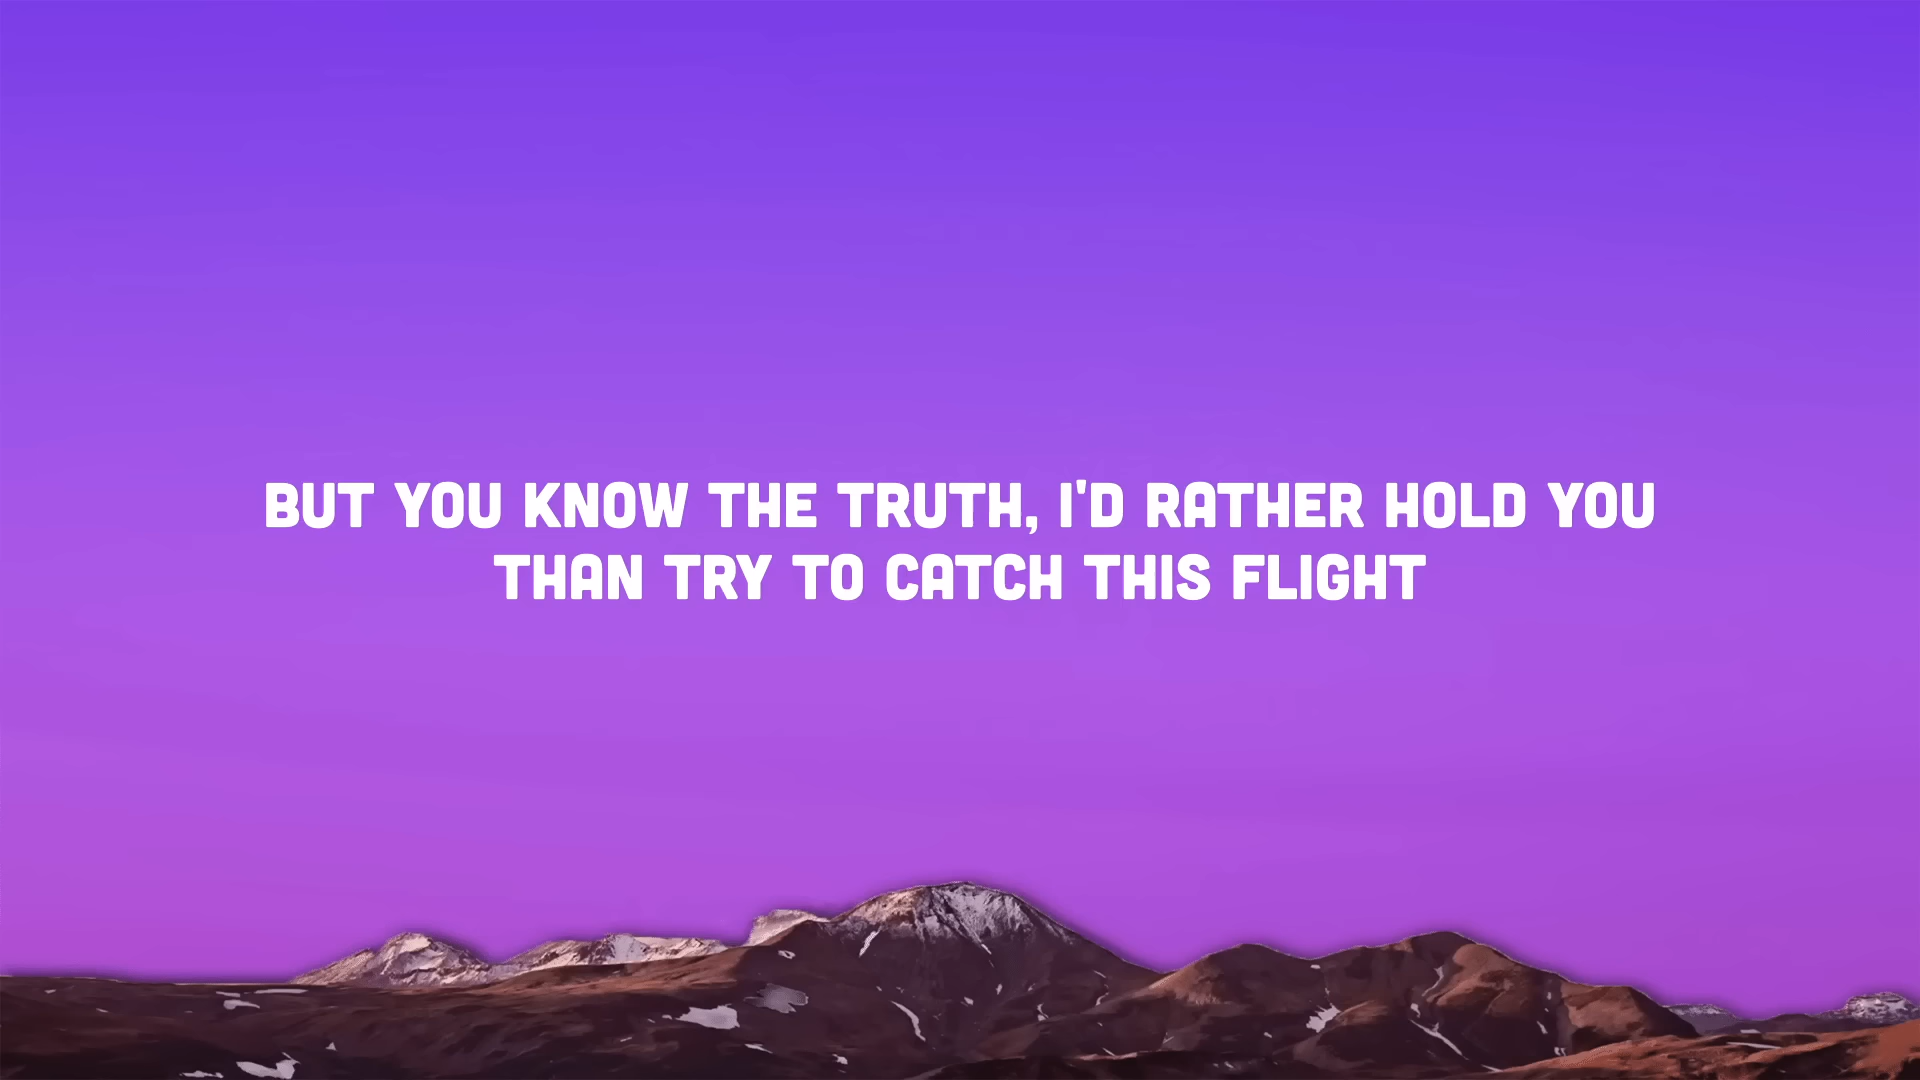 BUT YOU KNOW THE TRUTH, I'D RATHER HOLD YOU
THAN TRY TO CATCH THIS FLIGHT